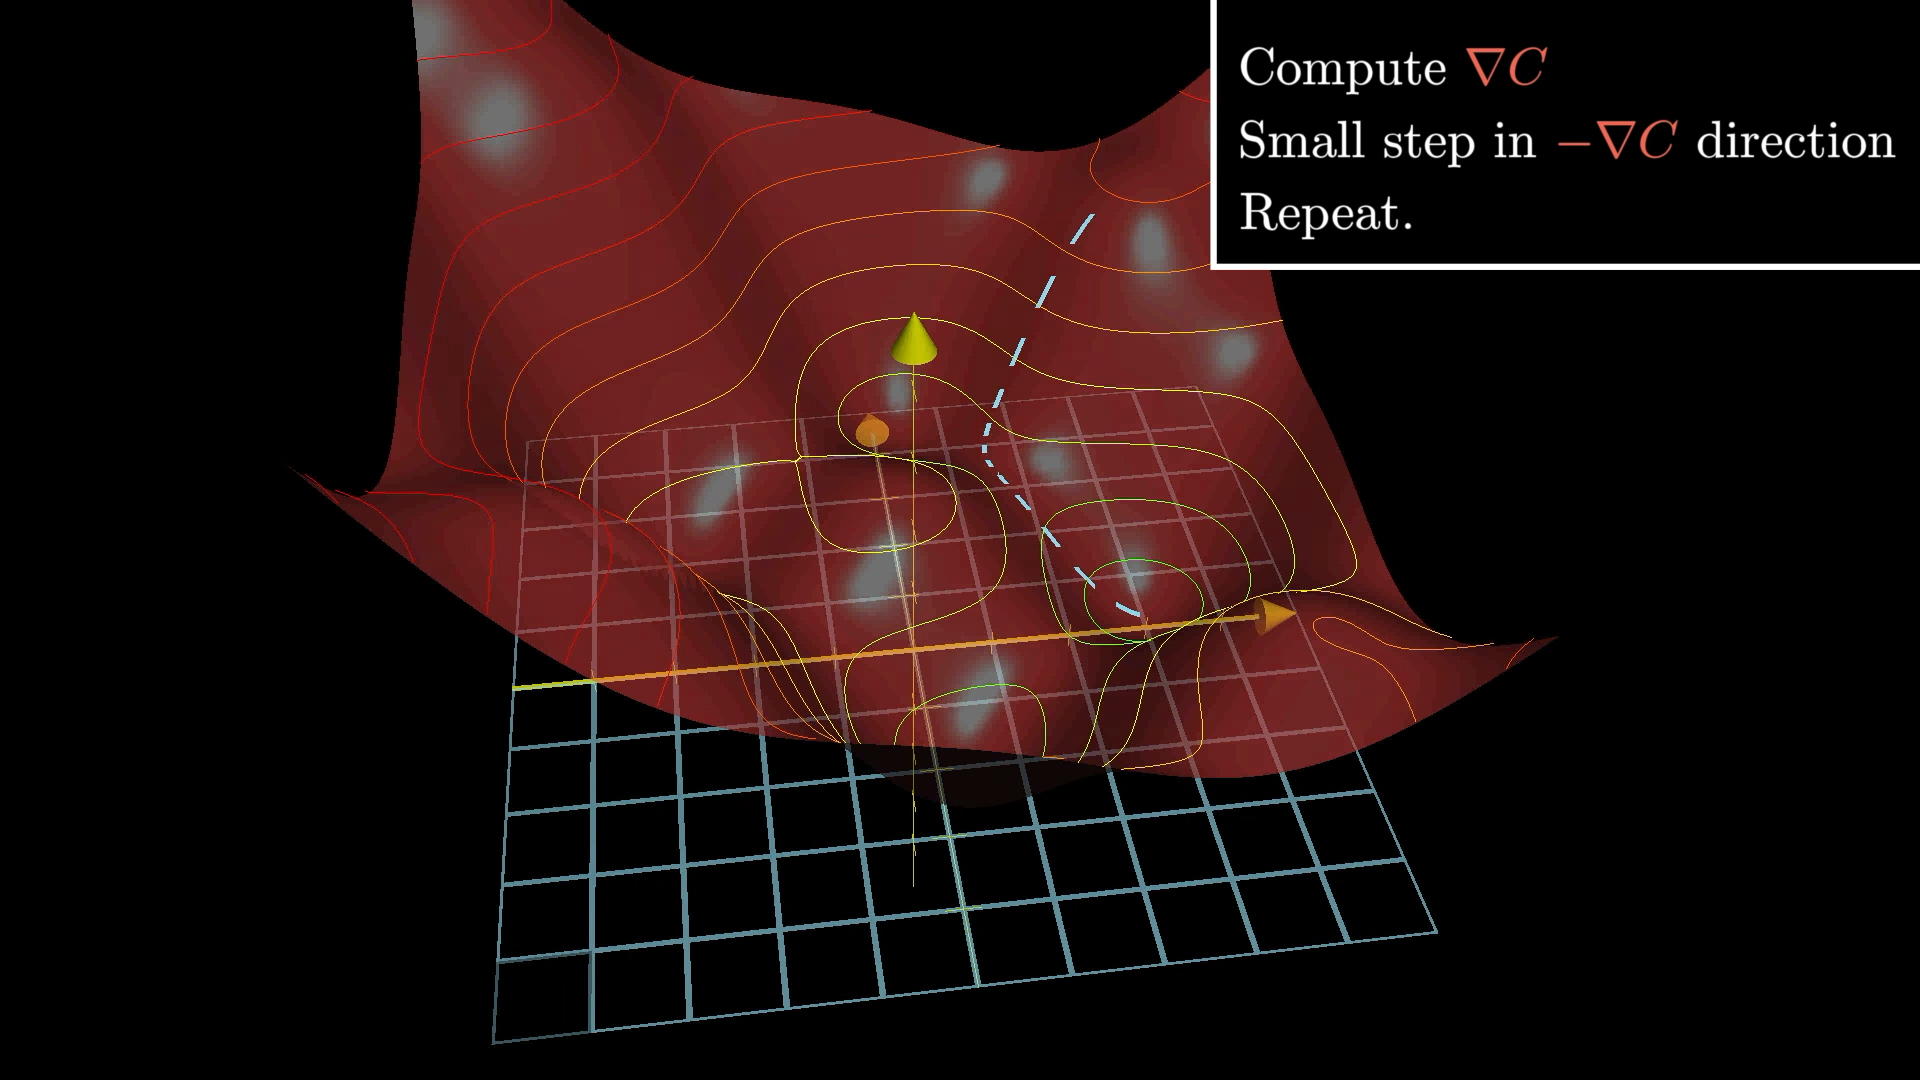 Compute ∇C
Small step in −∇C direction
Repeat.